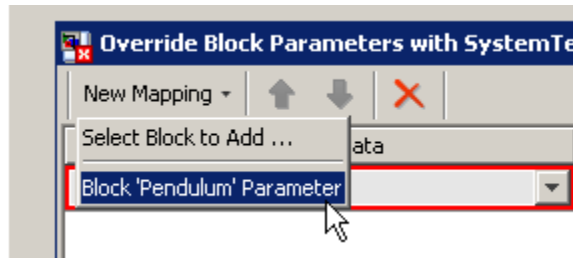 Override Block Parameters with SystemTe
New Mapping
Select Block to Add ...
ata
Block 'Pendulum' Parameter